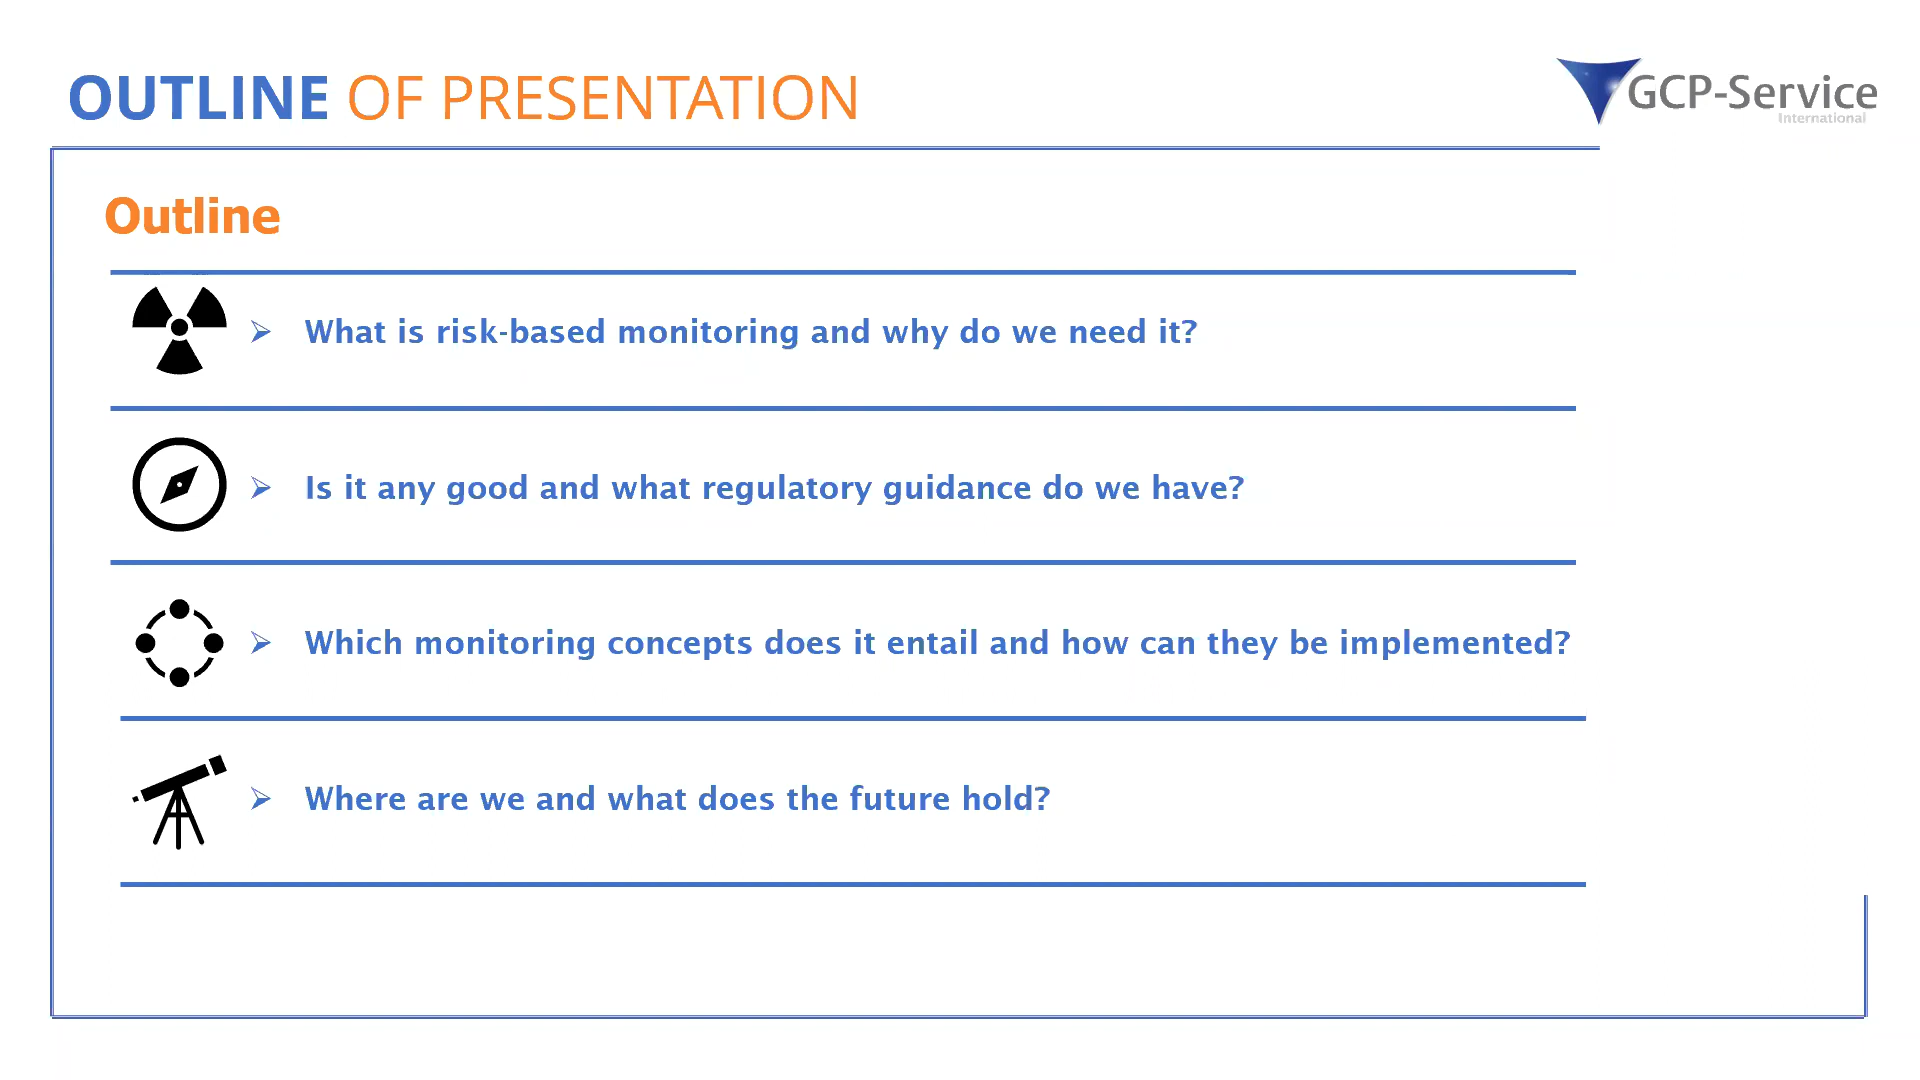 OUTLINE OF PRESENTATION
GCP-Service
International
Outline
➢ What is risk-based monitoring and why do we need it?
➢ Is it any good and what regulatory guidance do we have?
➢ Which monitoring concepts does it entail and how can they be implemented?
➢ Where are we and what does the future hold?